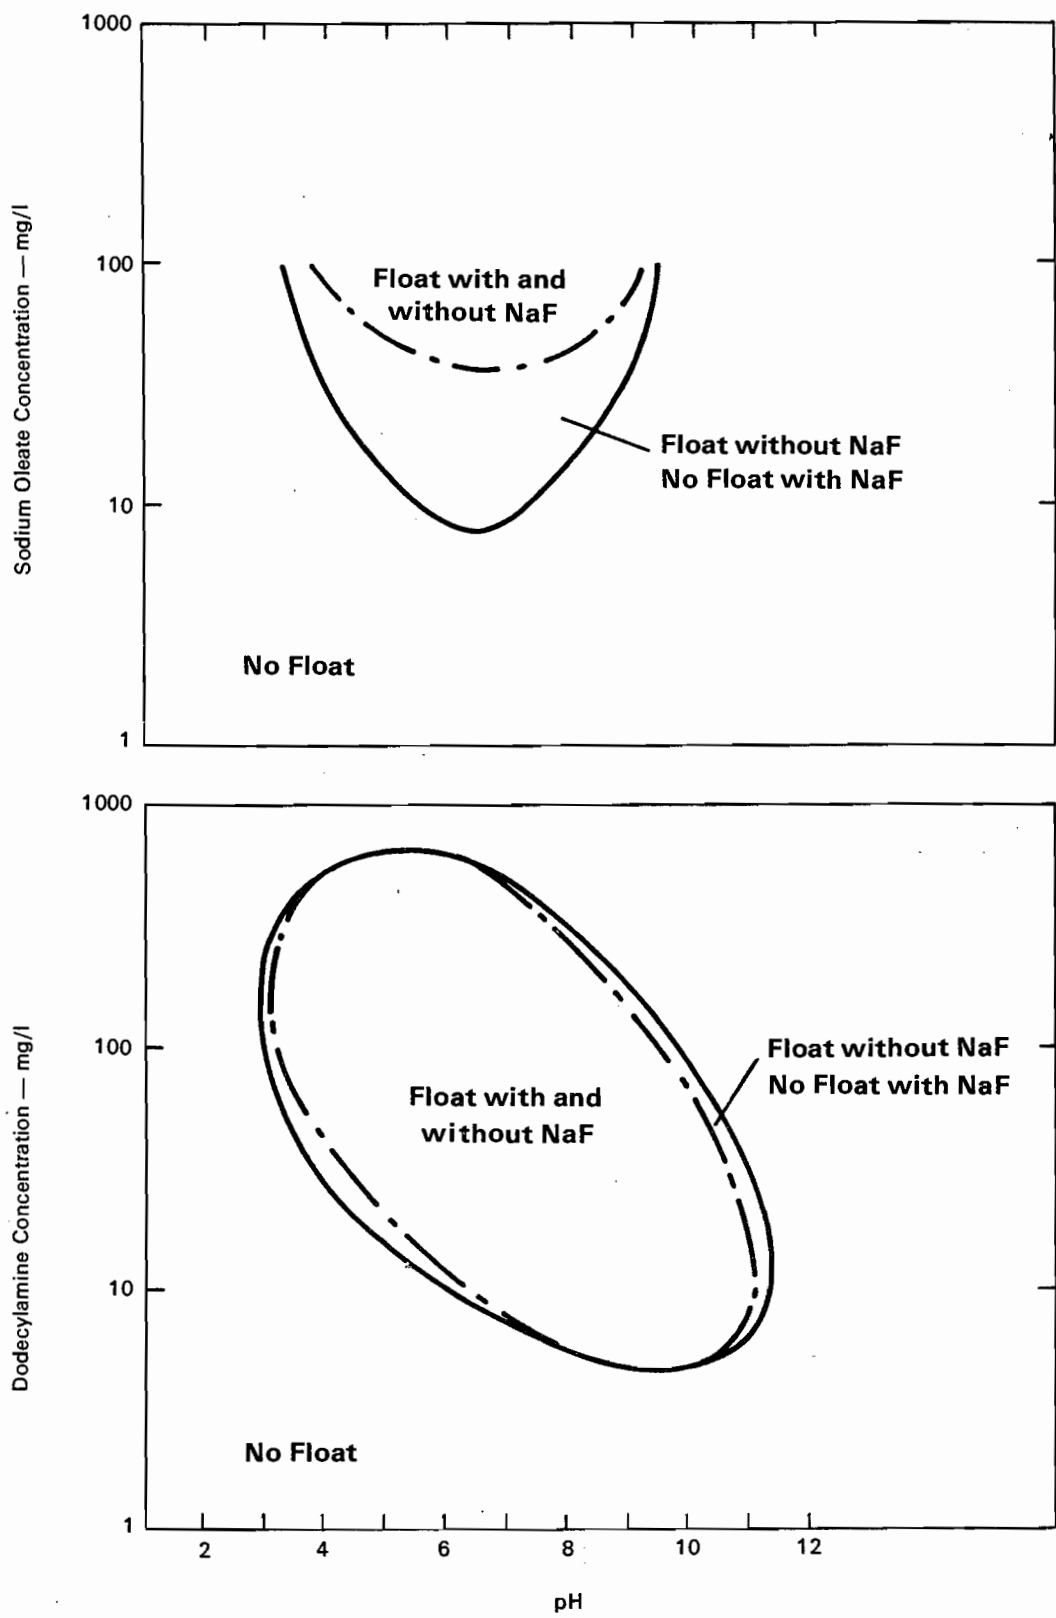 1000
100
10
1
Sodium Oleate Concentration — mg/l
Float with and
without NaF
Float without NaF
No Float with NaF
No Float
1000
100
10
1
Dodecylamine Concentration — mg/l
Float with and
without NaF
Float without NaF
No Float with NaF
No Float
2 4 6 8 10 12
pH